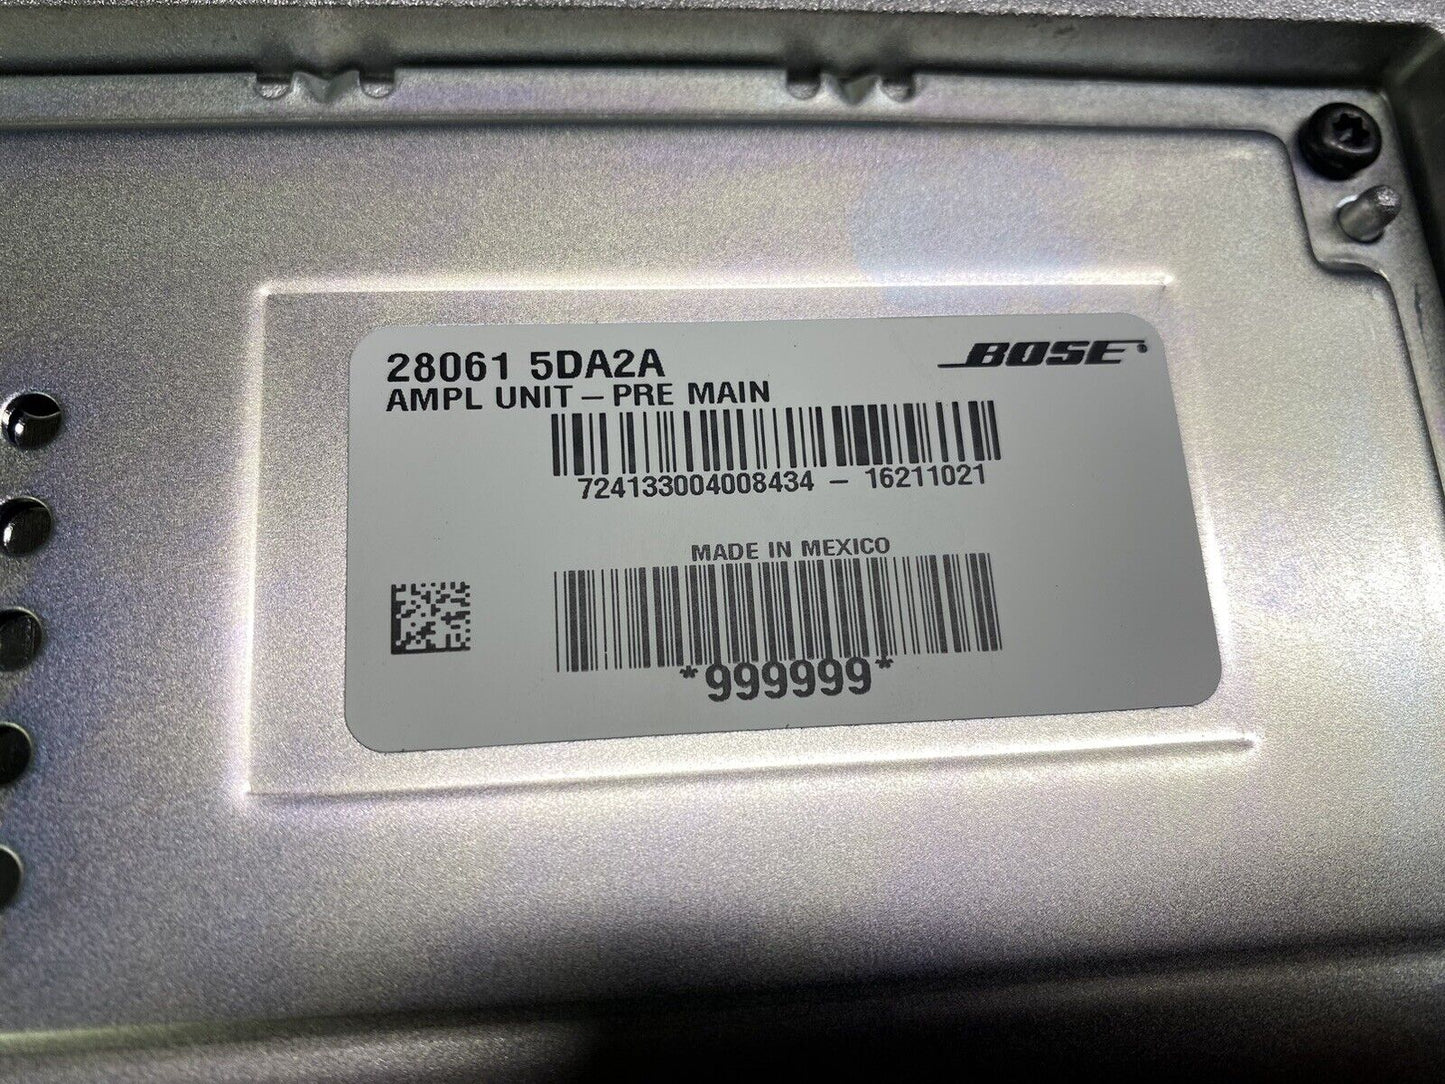 28061 5DA2A
BOSE®
AMPL UNIT – PRE MAIN
724133004008434 – 16211021
MADE IN MEXICO
*999999*